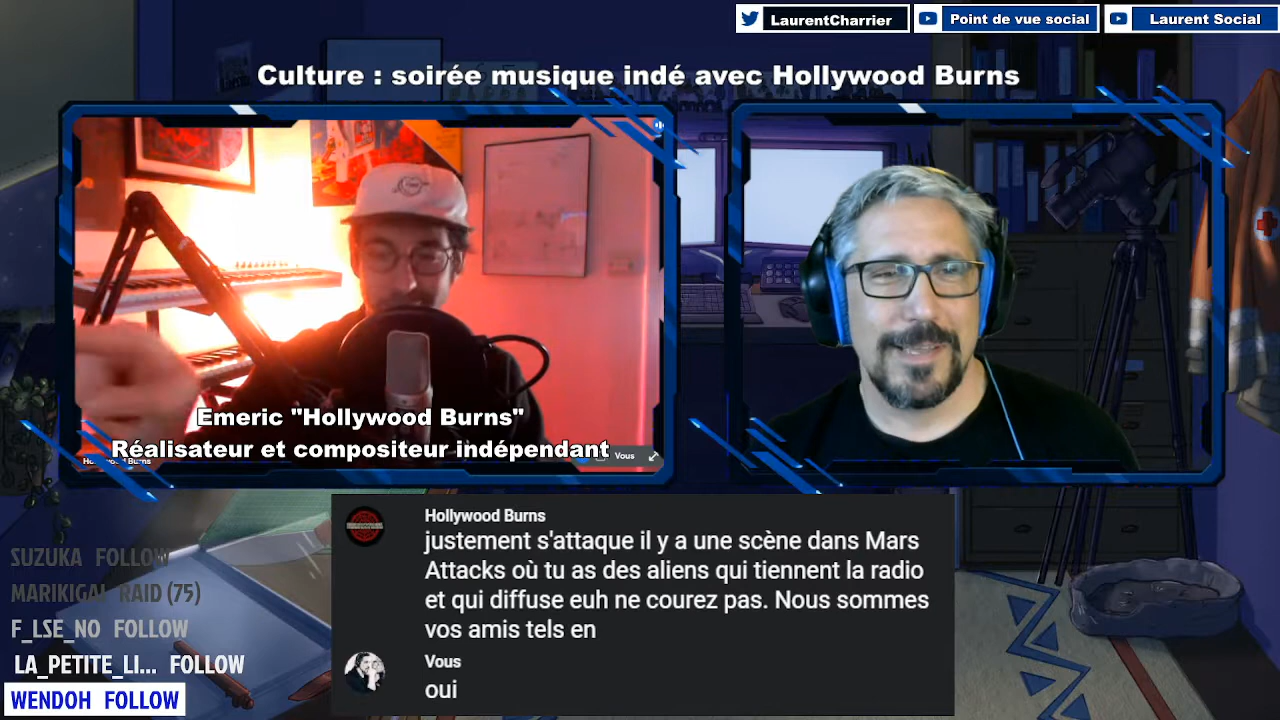 LaurentCharrier
Point de vue social
Laurent Social
Culture : soirée musique indé avec Hollywood Burns
Emeric "Hollywood Burns"
Réalisateur et compositeur indépendant
Hollywood Burns
Vous
Hollywood Burns
justement s'attaque il y a une scène dans Mars
Attacks où tu as des aliens qui tiennent la radio
et qui diffuse euh ne courez pas. Nous sommes
vos amis tels en
Vous
oui
SUZUKA FOLLOW
MARIKIGAI RAID (75)
F_LSE_NO FOLLOW
LA_PETITE_LI... FOLLOW
WENDOH FOLLOW